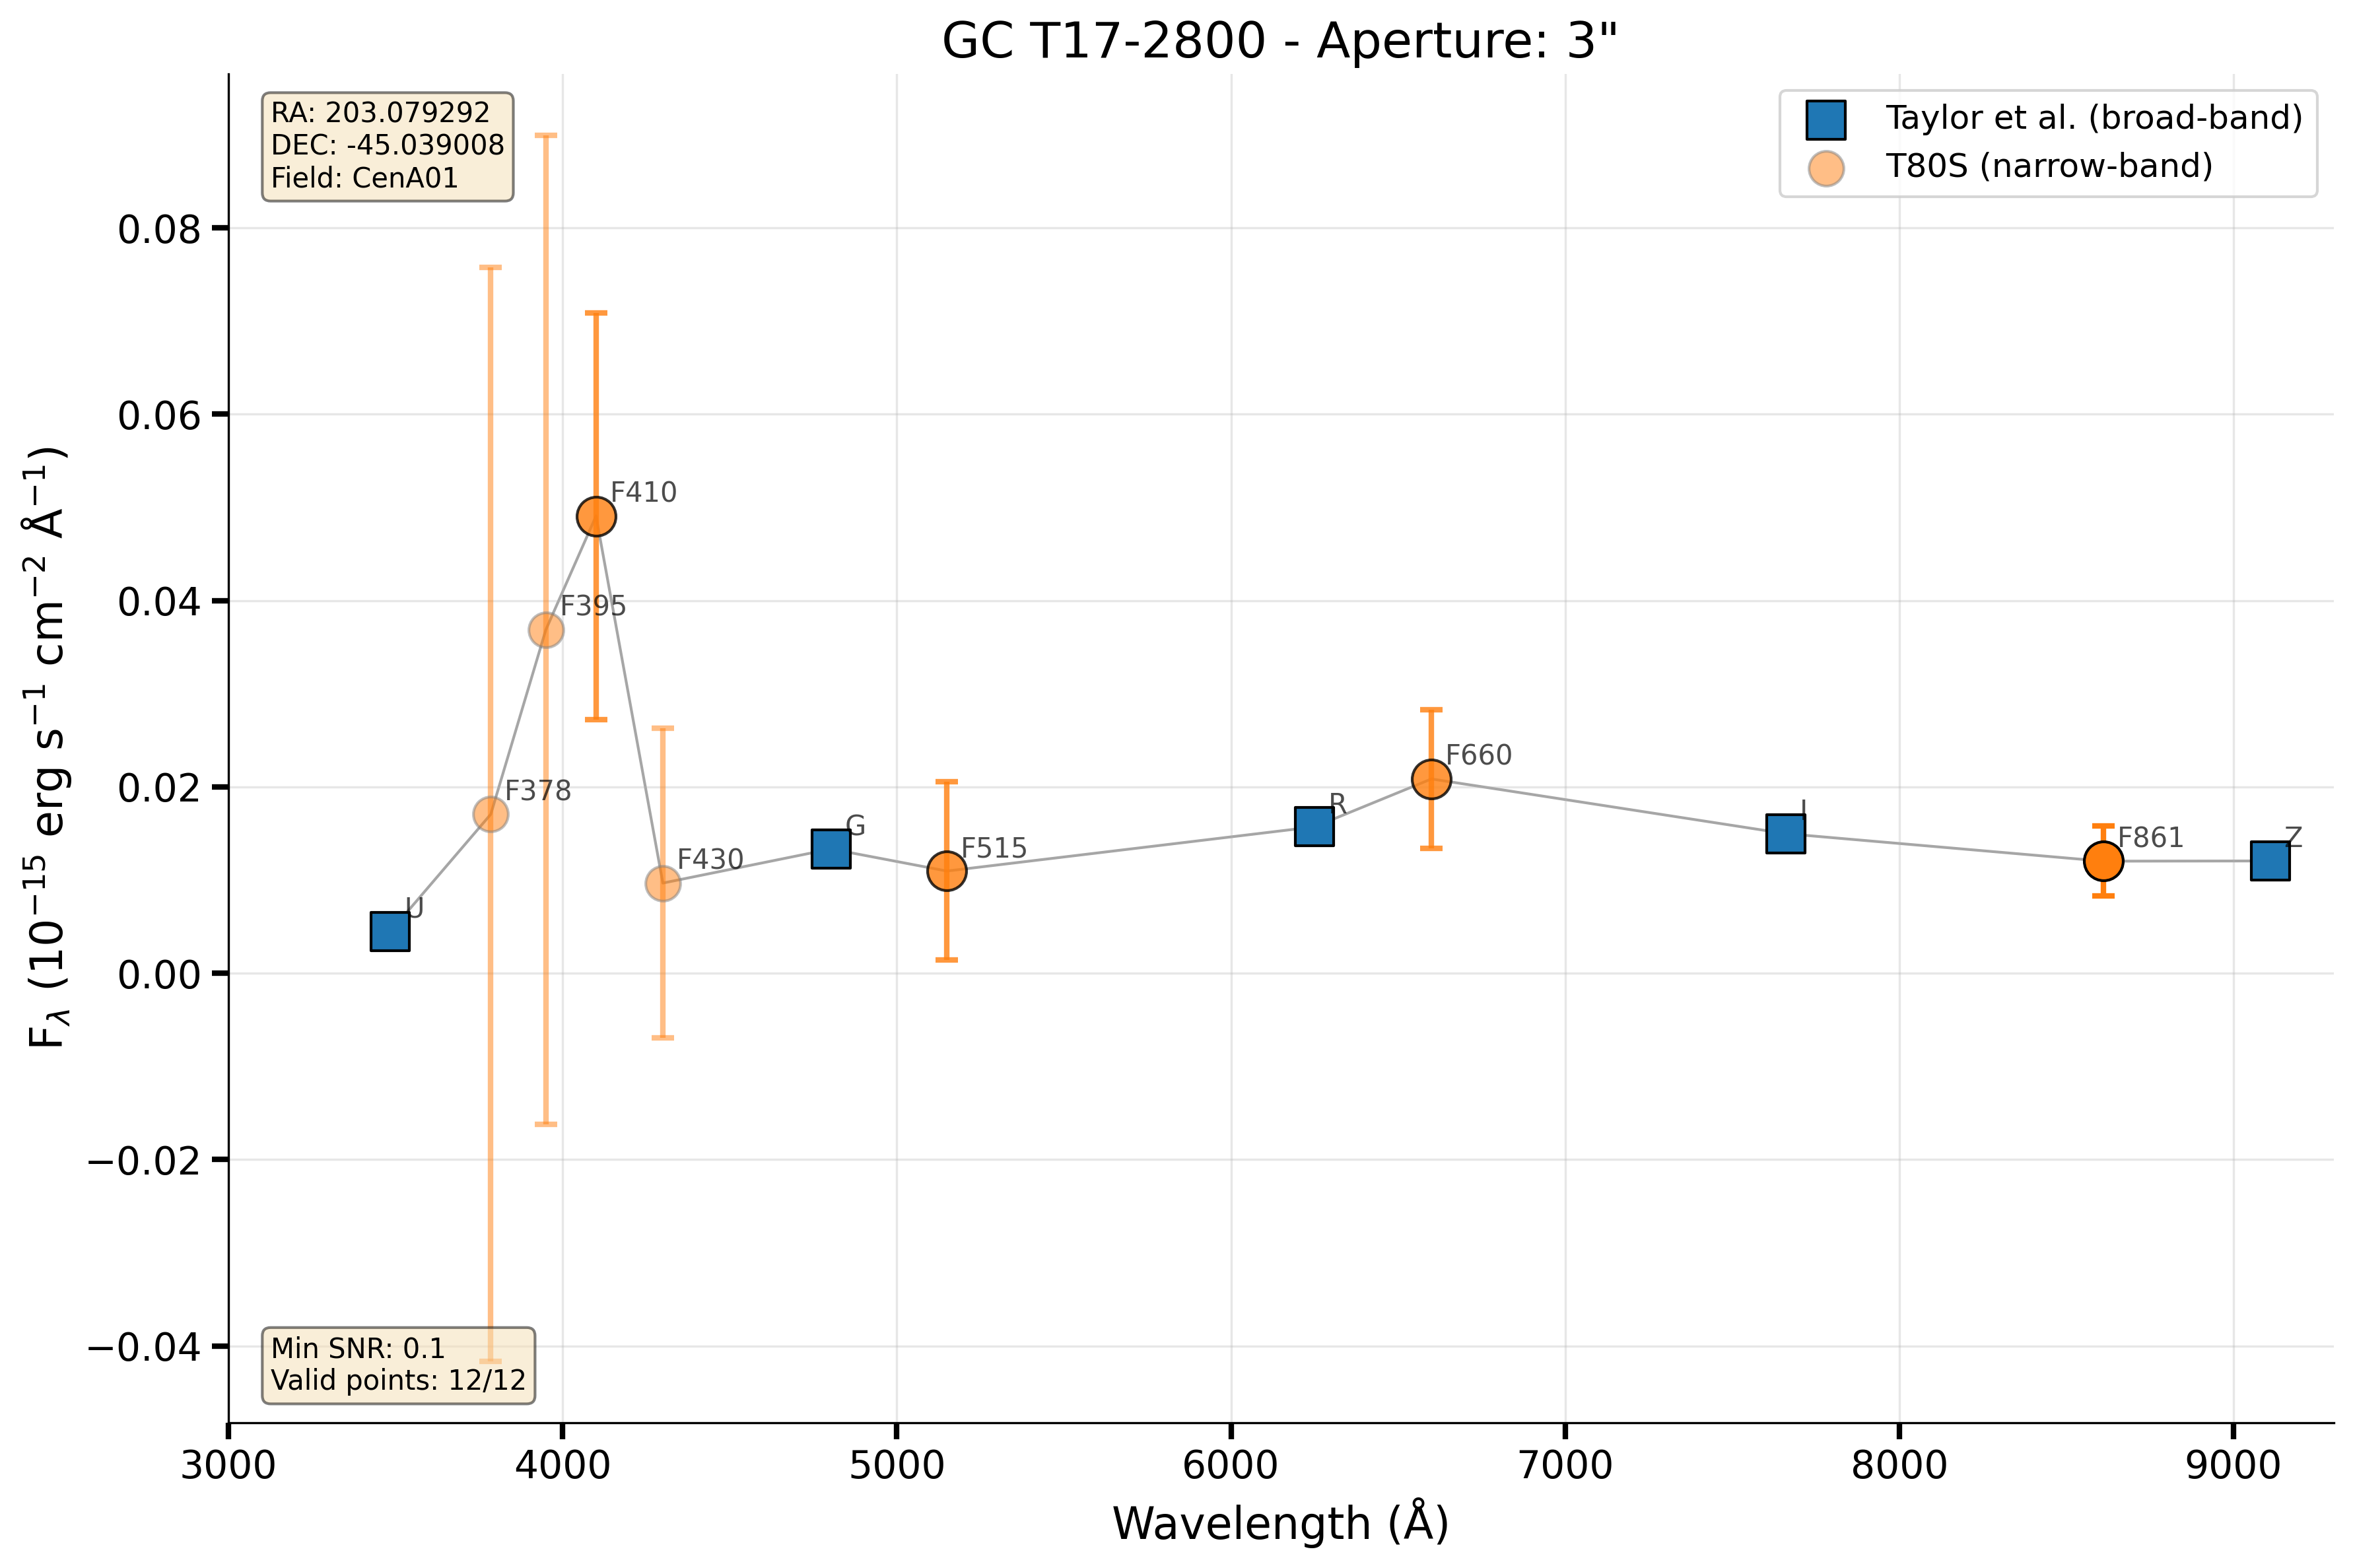 GC T17-2800 - Aperture: 3"
RA: 203.079292
DEC: -45.039008
Field: CenA01
Taylor et al. (broad-band)
T80S (narrow-band)
0.08
0.06
0.04
0.02
0.00
−0.02
−0.04
F410
F395
F378
F430
U
G
F515
R
F660
I
F861
Z
Min SNR: 0.1
Valid points: 12/12
3000 4000 5000 6000 7000 8000 9000
Wavelength (Å)
F_λ (10⁻¹⁵ erg s⁻¹ cm⁻² Å⁻¹)